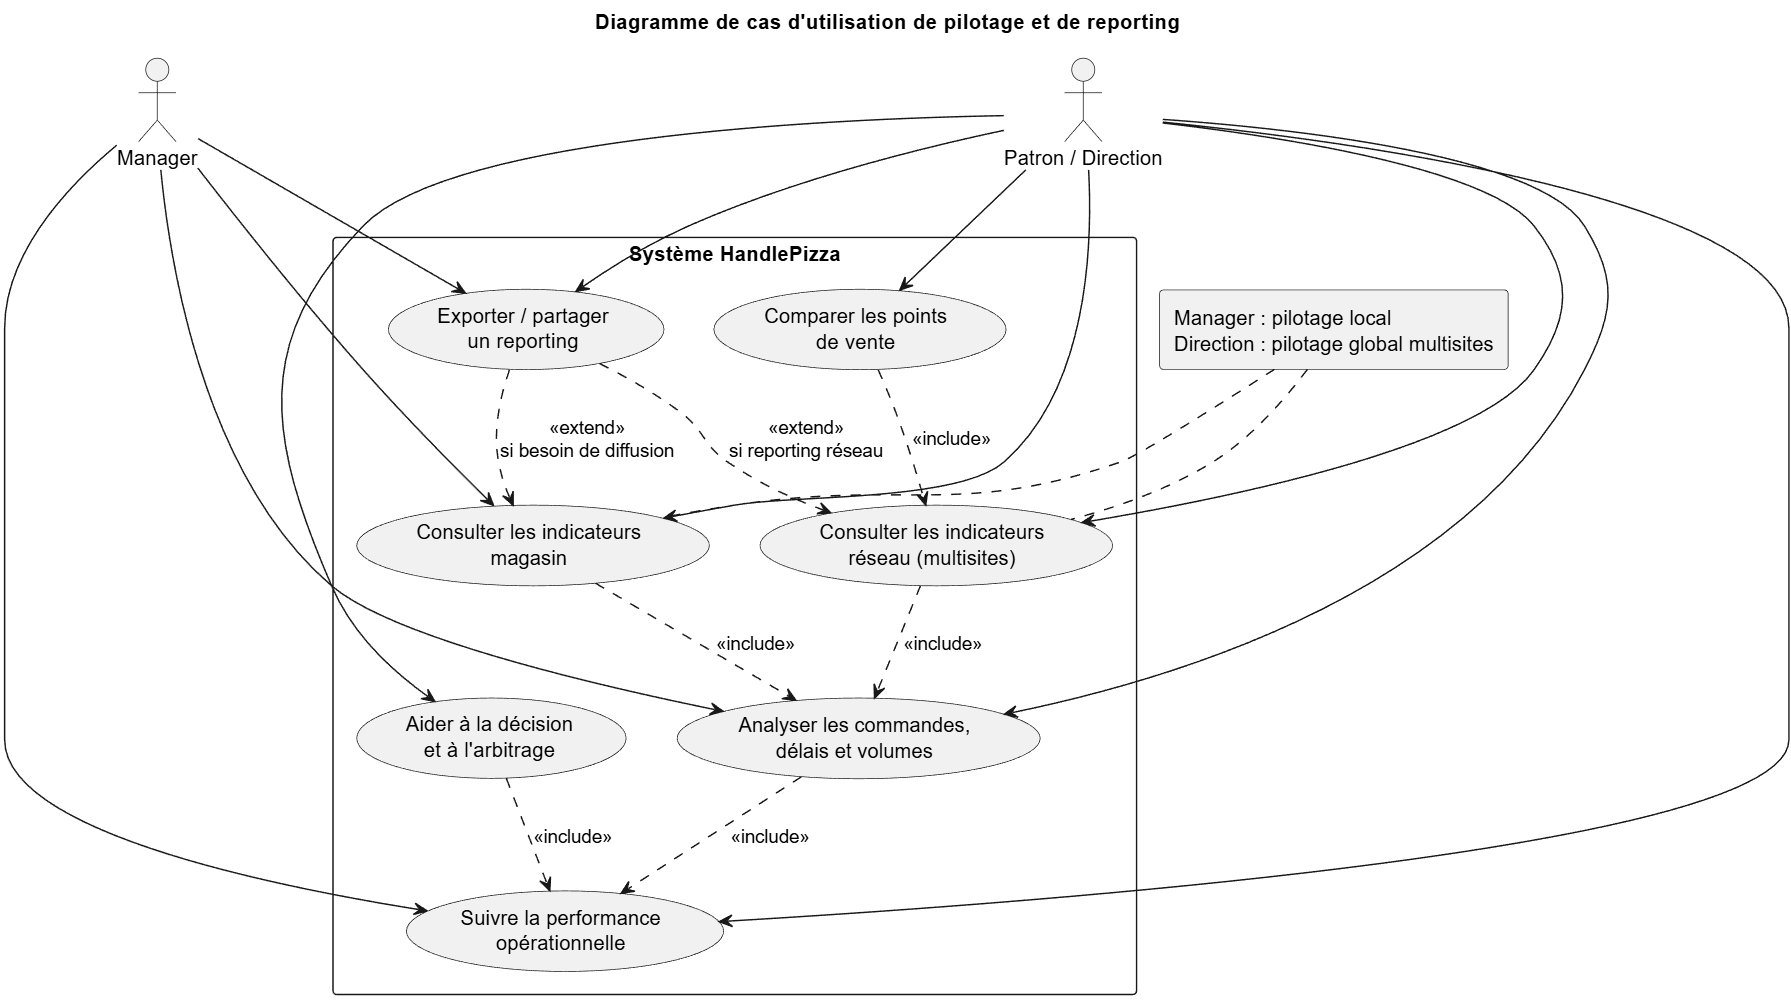 Diagramme de cas d'utilisation de pilotage et de reporting
Manager
Patron / Direction
Système HandlePizza
Exporter / partager
un reporting
Comparer les points
de vente
Manager : pilotage local
Direction : pilotage global multisites
«extend»
si besoin de diffusion
«extend»
si reporting réseau
«include»
Consulter les indicateurs
magasin
Consulter les indicateurs
réseau (multisites)
«include»
«include»
Aider à la décision
et à l'arbitrage
Analyser les commandes,
délais et volumes
«include»
«include»
Suivre la performance
opérationnelle